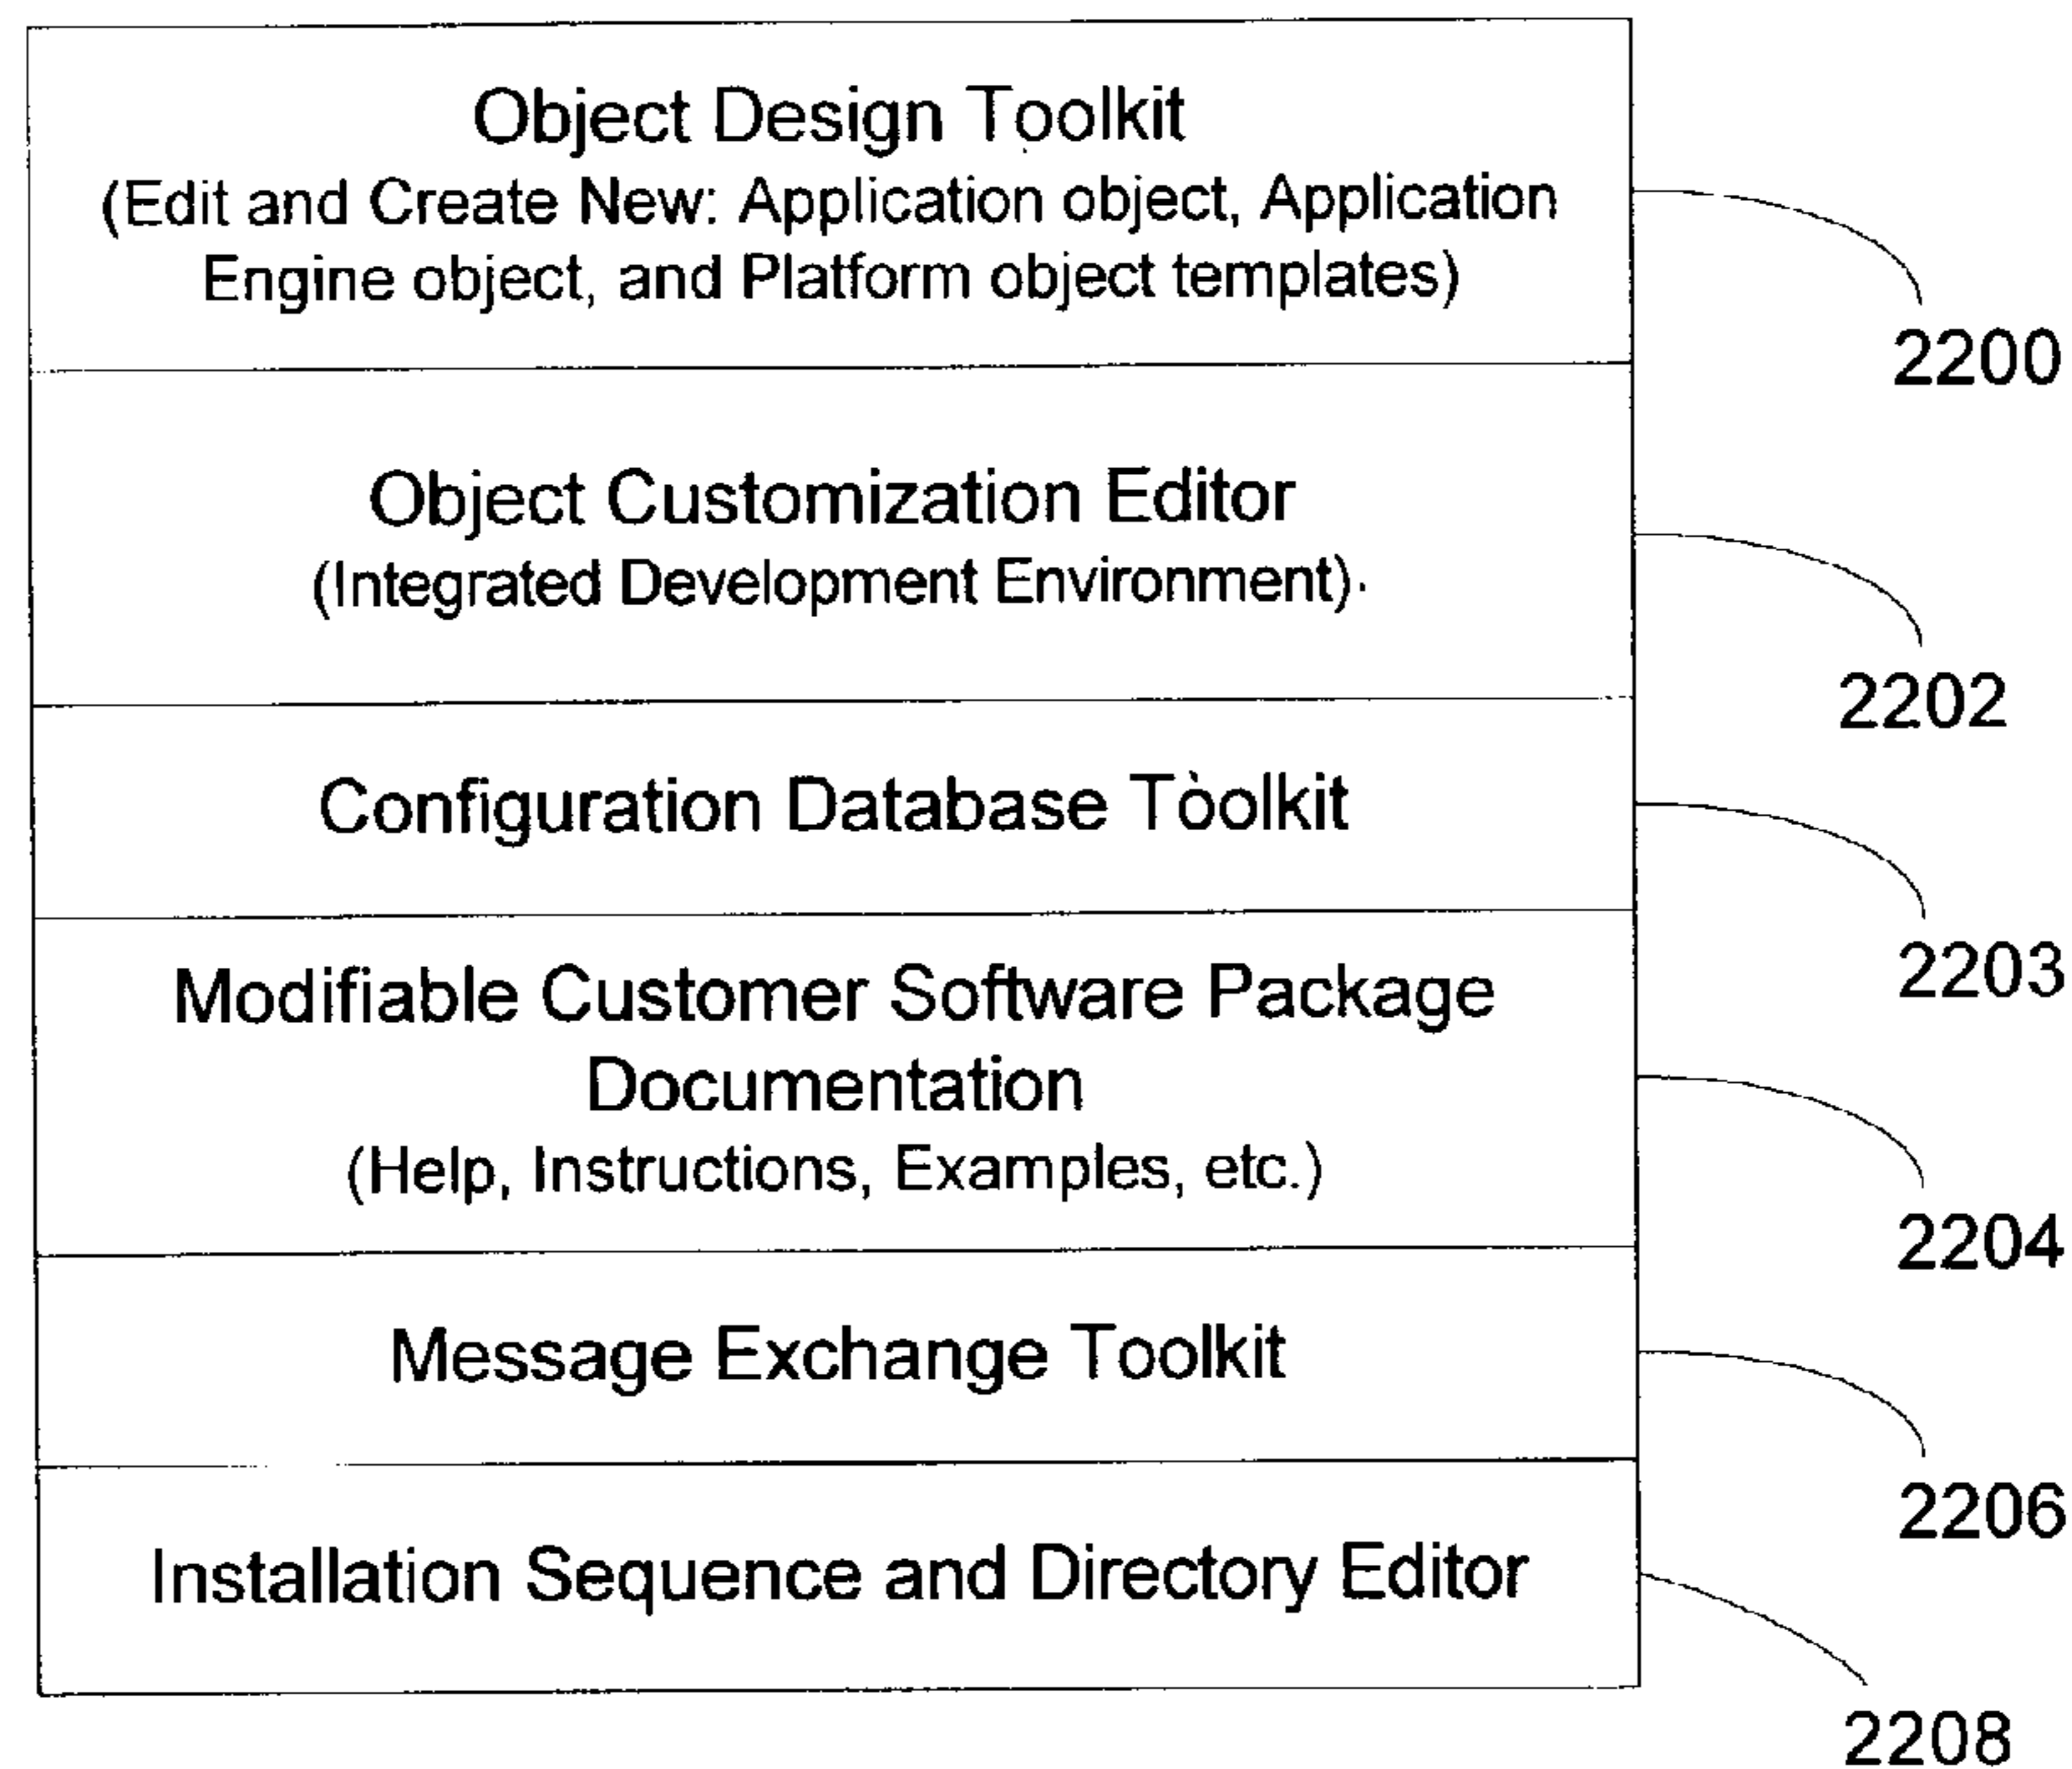 Object Design Toolkit
(Edit and Create New: Application object, Application
Engine object, and Platform object templates)
2200
Object Customization Editor
(Integrated Development Environment)
2202
Configuration Database Toolkit
2203
Modifiable Customer Software Package
Documentation
(Help, Instructions, Examples, etc.)
2204
Message Exchange Toolkit
2206
Installation Sequence and Directory Editor
2208